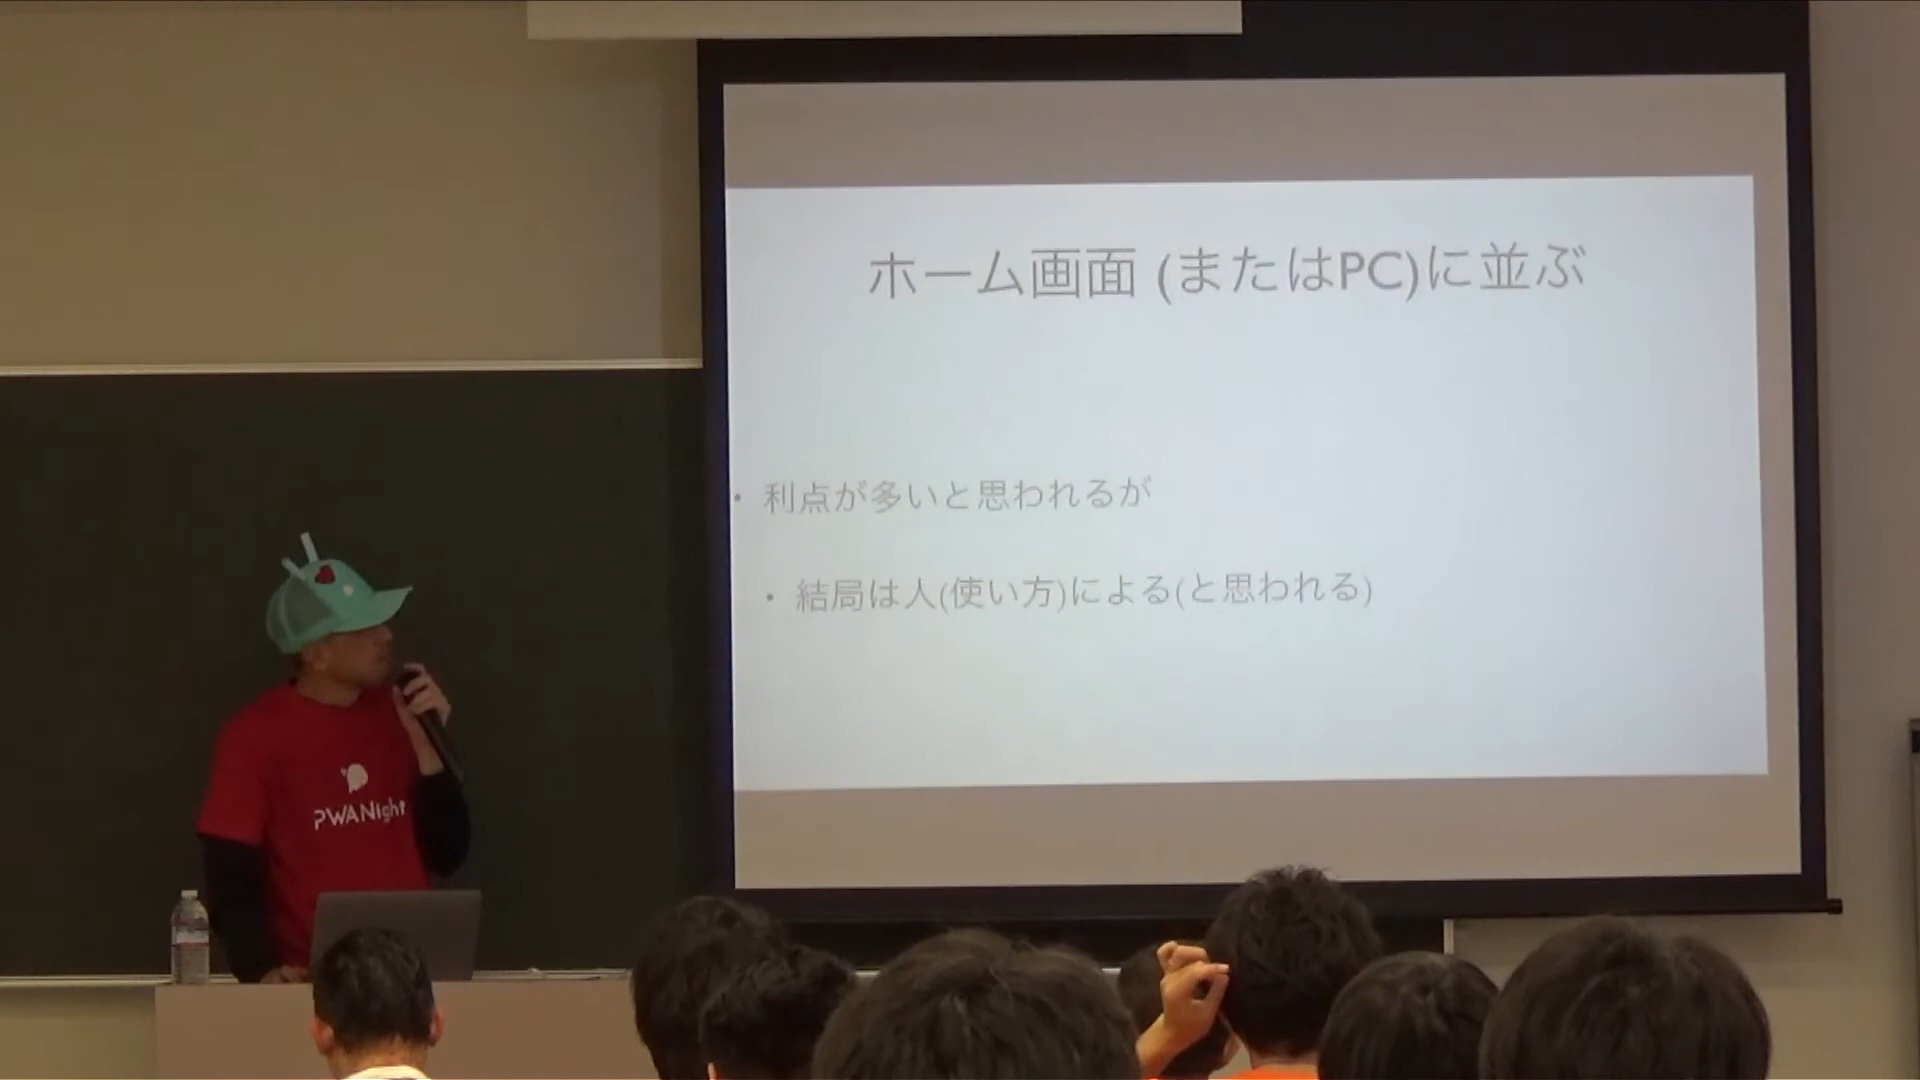 ホーム画面 (またはPC)に並ぶ
・ 利点が多いと思われるが
・ 結局は人(使い方)による(と思われる)
PWANight